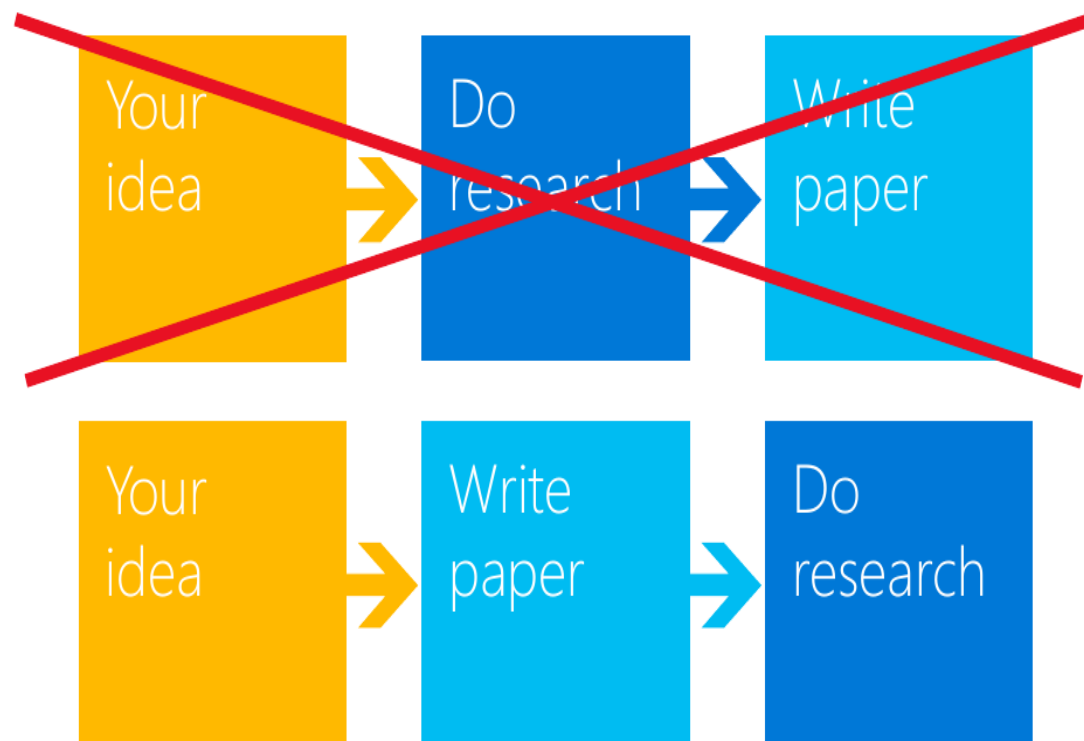 Your
idea
Do
research
Write
paper
Your
idea
Write
paper
Do
research